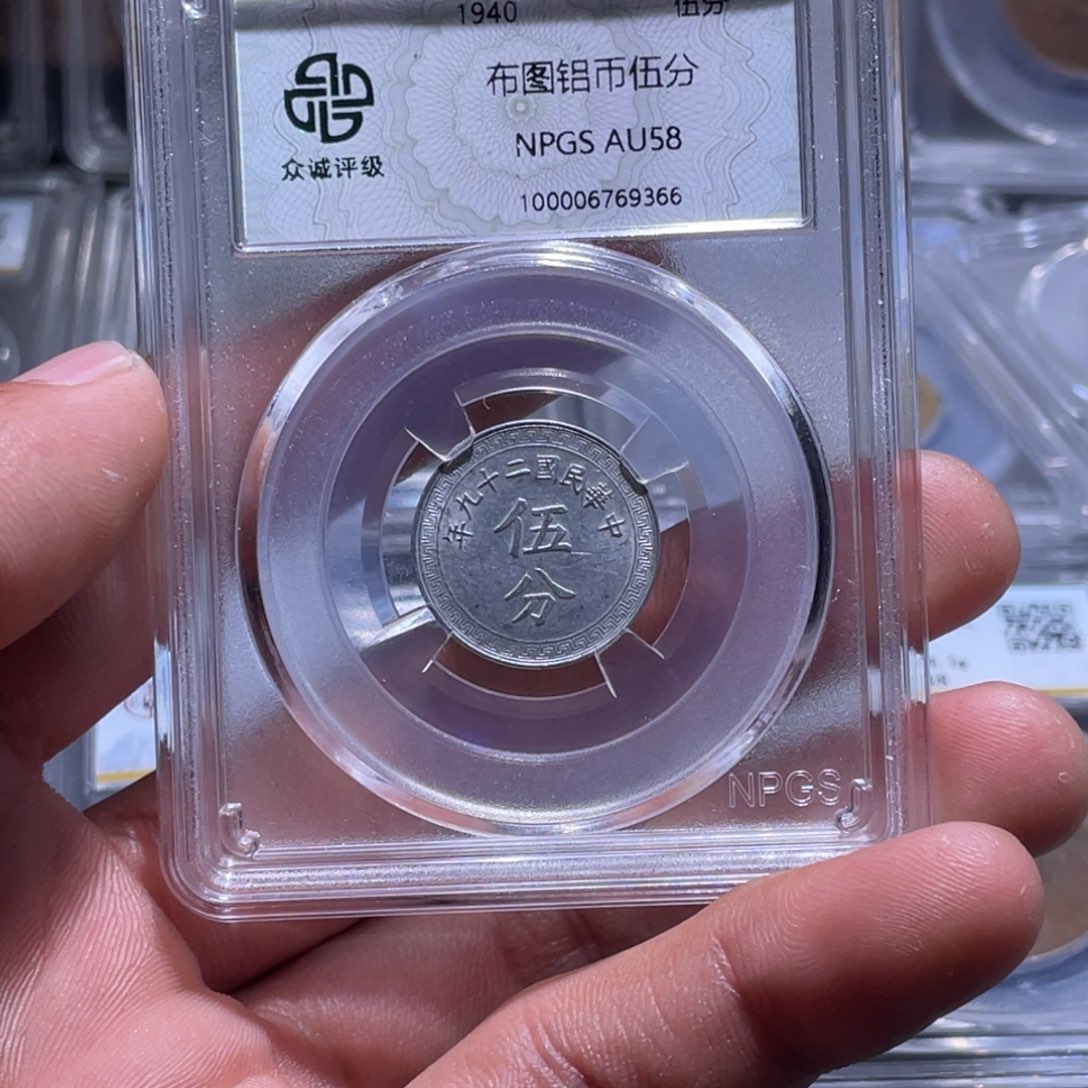 1940 伍分
布图铝币伍分
NPGS AU58
100006769366
众诚评级
中華民國二十九年
伍
分
NPGS